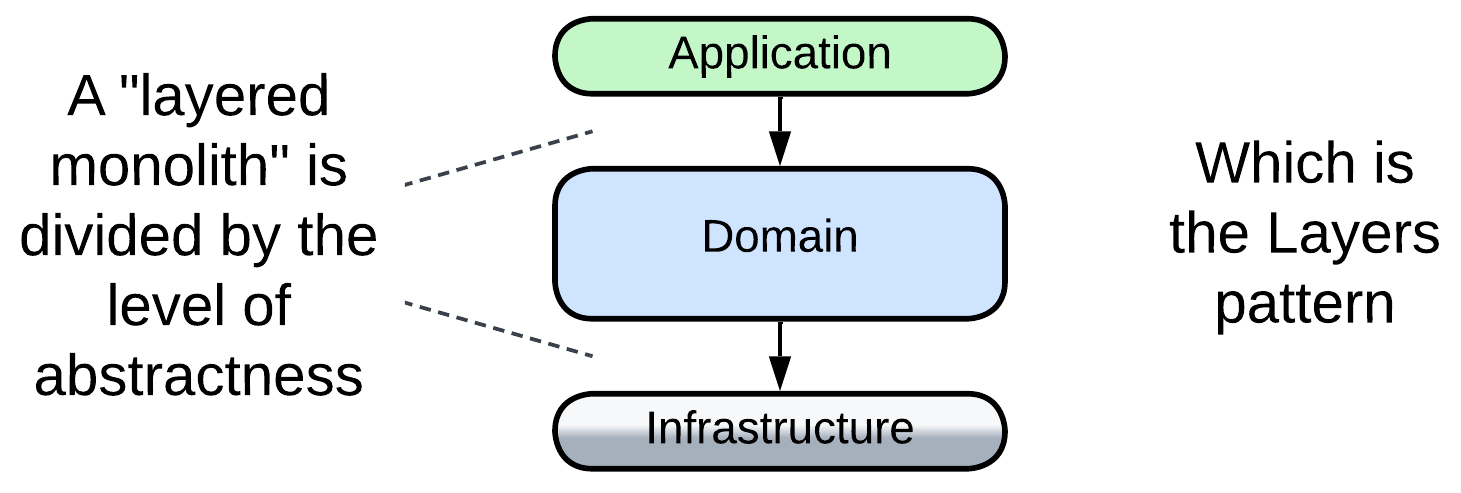 A "layered
monolith" is
divided by the
level of
abstractness
Application
Domain
Infrastructure
Which is
the Layers
pattern